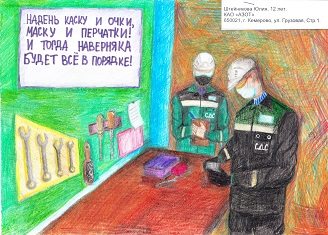 НАДЕНЬ КАСКУ И ОЧКИ,
МАСКУ И ПЕРЧАТКИ!
И ТОГДА НАВЕРНЯКА
БУДЕТ ВСЁ В ПОРЯДКЕ!
Штейникова Юлия, 12 лет
КАО «АЗОТ»
650021, г. Кемерово, ул. Грузовая, Стр 1.
СДС
СДС